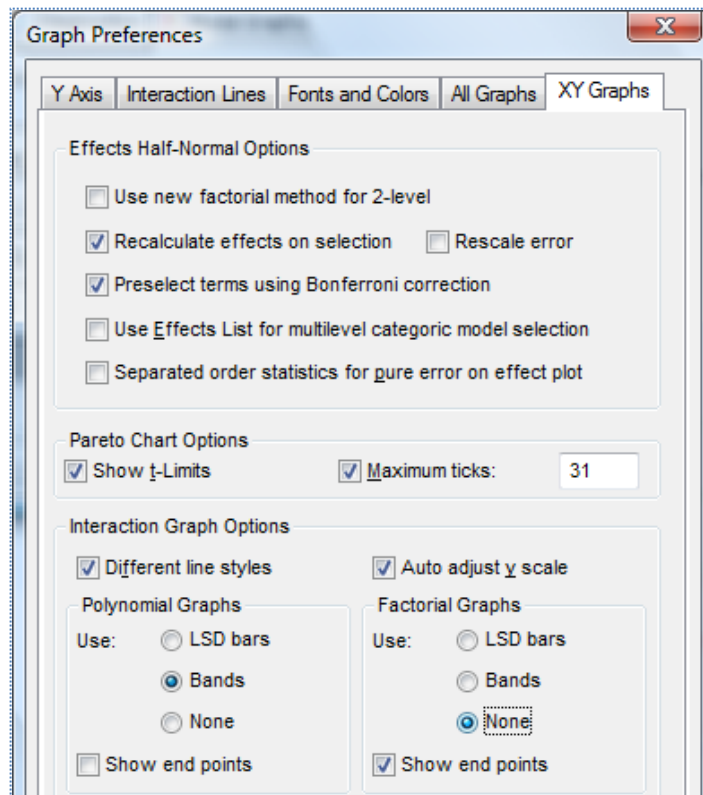 Graph Preferences
Y Axis Interaction Lines Fonts and Colors All Graphs XY Graphs
Effects Half-Normal Options
Use new factorial method for 2-level
Recalculate effects on selection Rescale error
Preselect terms using Bonferroni correction
Use Effects List for multilevel categoric model selection
Separated order statistics for pure error on effect plot
Pareto Chart Options
Show t-Limits Maximum ticks: 31
Interaction Graph Options
Different line styles Auto adjust y scale
Polynomial Graphs Factorial Graphs
Use: LSD bars Use: LSD bars
Bands Bands
None None
Show end points Show end points